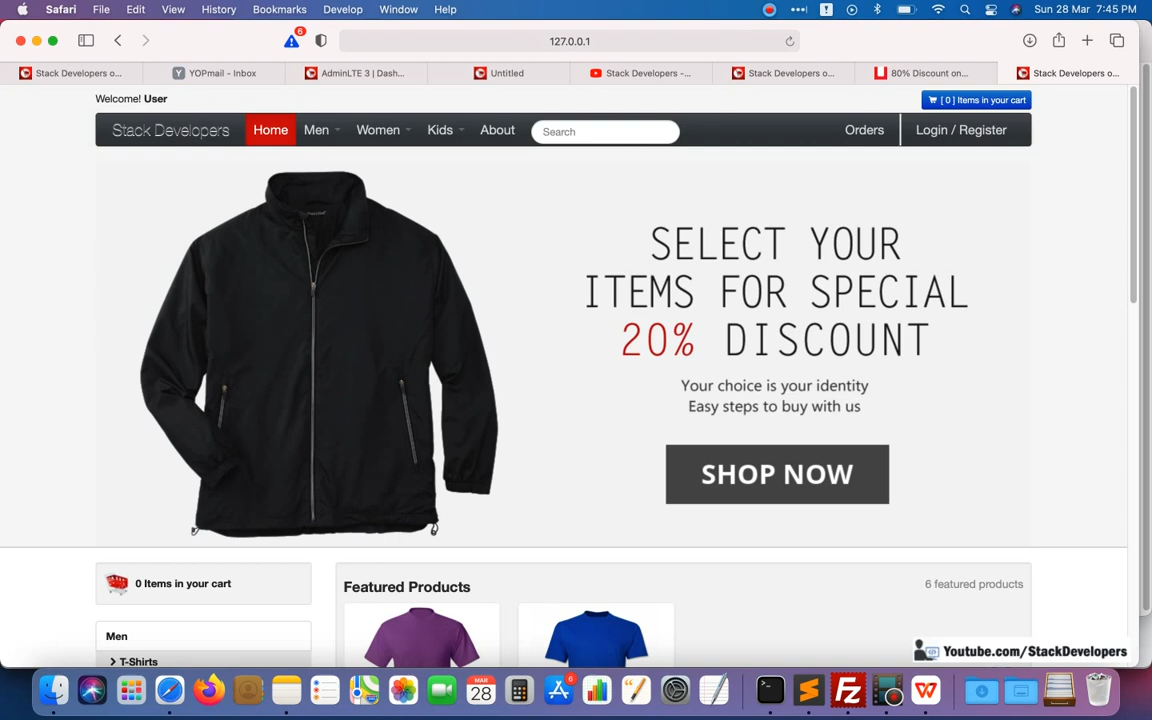 Safari File Edit View History Bookmarks Develop Window Help
Sun 28 Mar 7:45 PM
6
127.0.0.1
Stack Developers o...
YOPmail - Inbox
AdminLTE 3 | Dash...
Untitled
Stack Developers -...
Stack Developers o...
80% Discount on...
Stack Developers o...
Welcome! User
[ 0 ] Items in your cart
Stack Developers Home Men Women Kids About Search Orders Login / Register
SELECT YOUR
ITEMS FOR SPECIAL
20% DISCOUNT
Your choice is your identity
Easy steps to buy with us
SHOP NOW
0 Items in your cart
Featured Products
6 featured products
Men
T-Shirts
Youtube.com/StackDevelopers
MAR
28
6